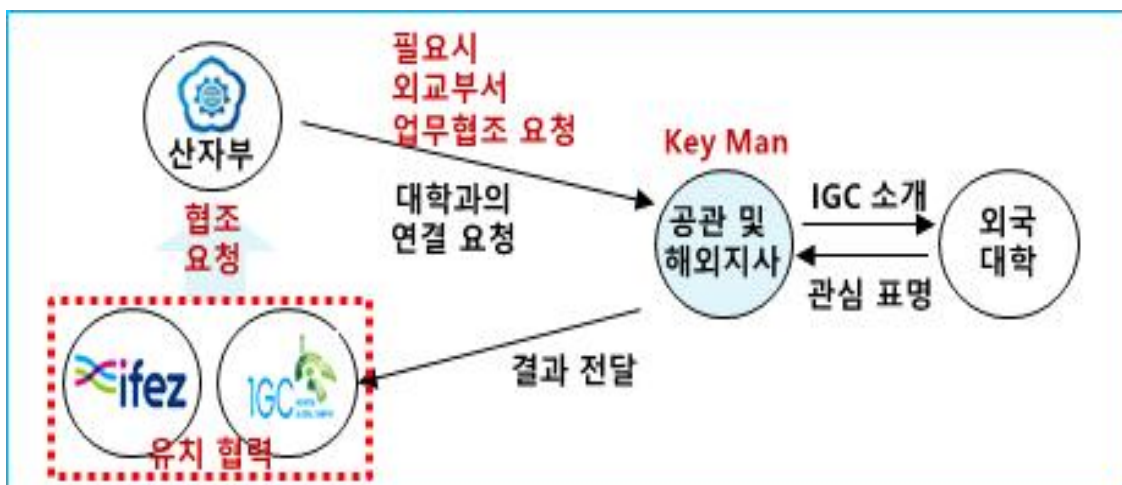 필요시
외교부서
업무협조 요청
산자부
Key Man
대학과의
연결 요청
협조
요청
공관 및
해외지사
IGC 소개
관심 표명
외국
대학
결과 전달
ifez
IGC
유치 협력